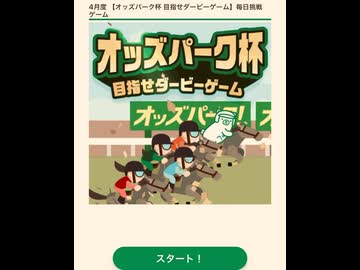 4月度 【オッズパーク杯 目指せダービーゲーム】毎日挑戦
ゲーム
オッズパーク杯
目指せダービーゲーム
オッズパーク!
オ
スタート！